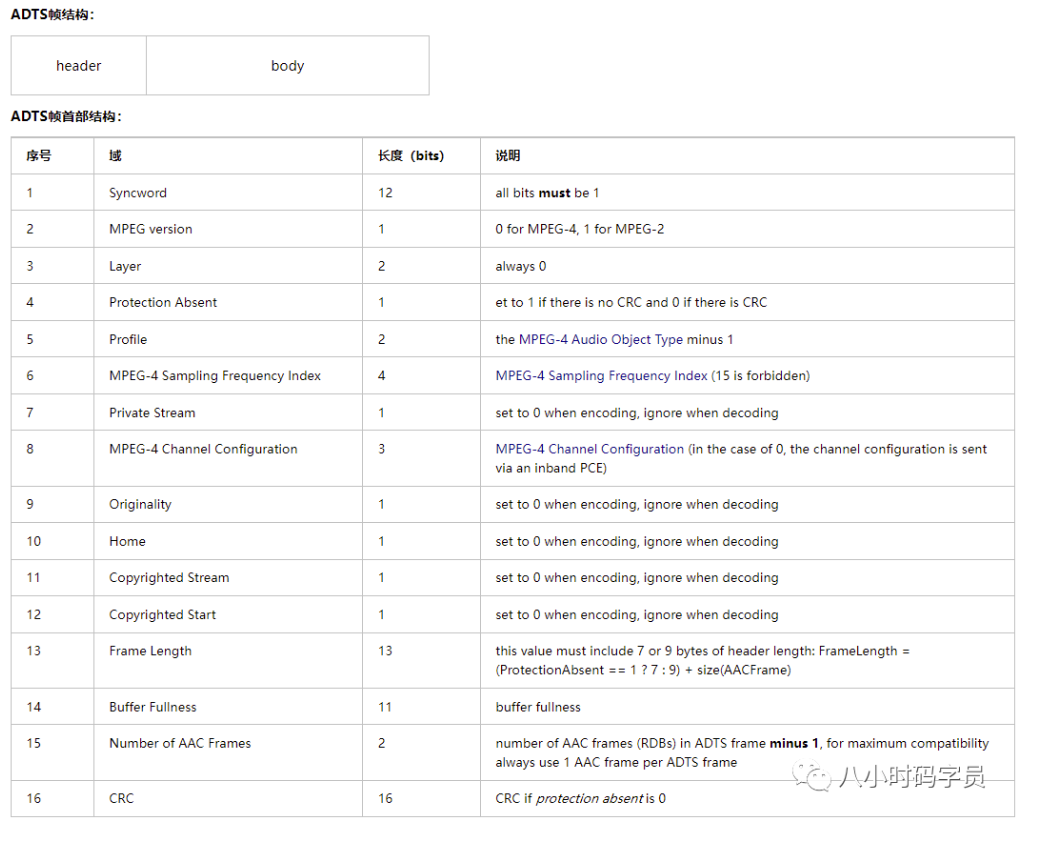 ADTS帧结构：
header body
ADTS帧首部结构：
序号 域 长度（bits） 说明
1 Syncword 12 all bits must be 1
2 MPEG version 1 0 for MPEG-4, 1 for MPEG-2
3 Layer 2 always 0
4 Protection Absent 1 et to 1 if there is no CRC and 0 if there is CRC
5 Profile 2 the MPEG-4 Audio Object Type minus 1
6 MPEG-4 Sampling Frequency Index 4 MPEG-4 Sampling Frequency Index (15 is forbidden)
7 Private Stream 1 set to 0 when encoding, ignore when decoding
8 MPEG-4 Channel Configuration 3 MPEG-4 Channel Configuration (in the case of 0, the channel configuration is sent
via an inband PCE)
9 Originality 1 set to 0 when encoding, ignore when decoding
10 Home 1 set to 0 when encoding, ignore when decoding
11 Copyrighted Stream 1 set to 0 when encoding, ignore when decoding
12 Copyrighted Start 1 set to 0 when encoding, ignore when decoding
13 Frame Length 13 this value must include 7 or 9 bytes of header length: FrameLength =
(ProtectionAbsent == 1 ? 7 : 9) + size(AACFrame)
14 Buffer Fullness 11 buffer fullness
15 Number of AAC Frames 2 number of AAC frames (RDBs) in ADTS frame minus 1, for maximum compatibility
always use 1 AAC frame per ADTS frame
八小时码字员
16 CRC 16 CRC if protection absent is 0